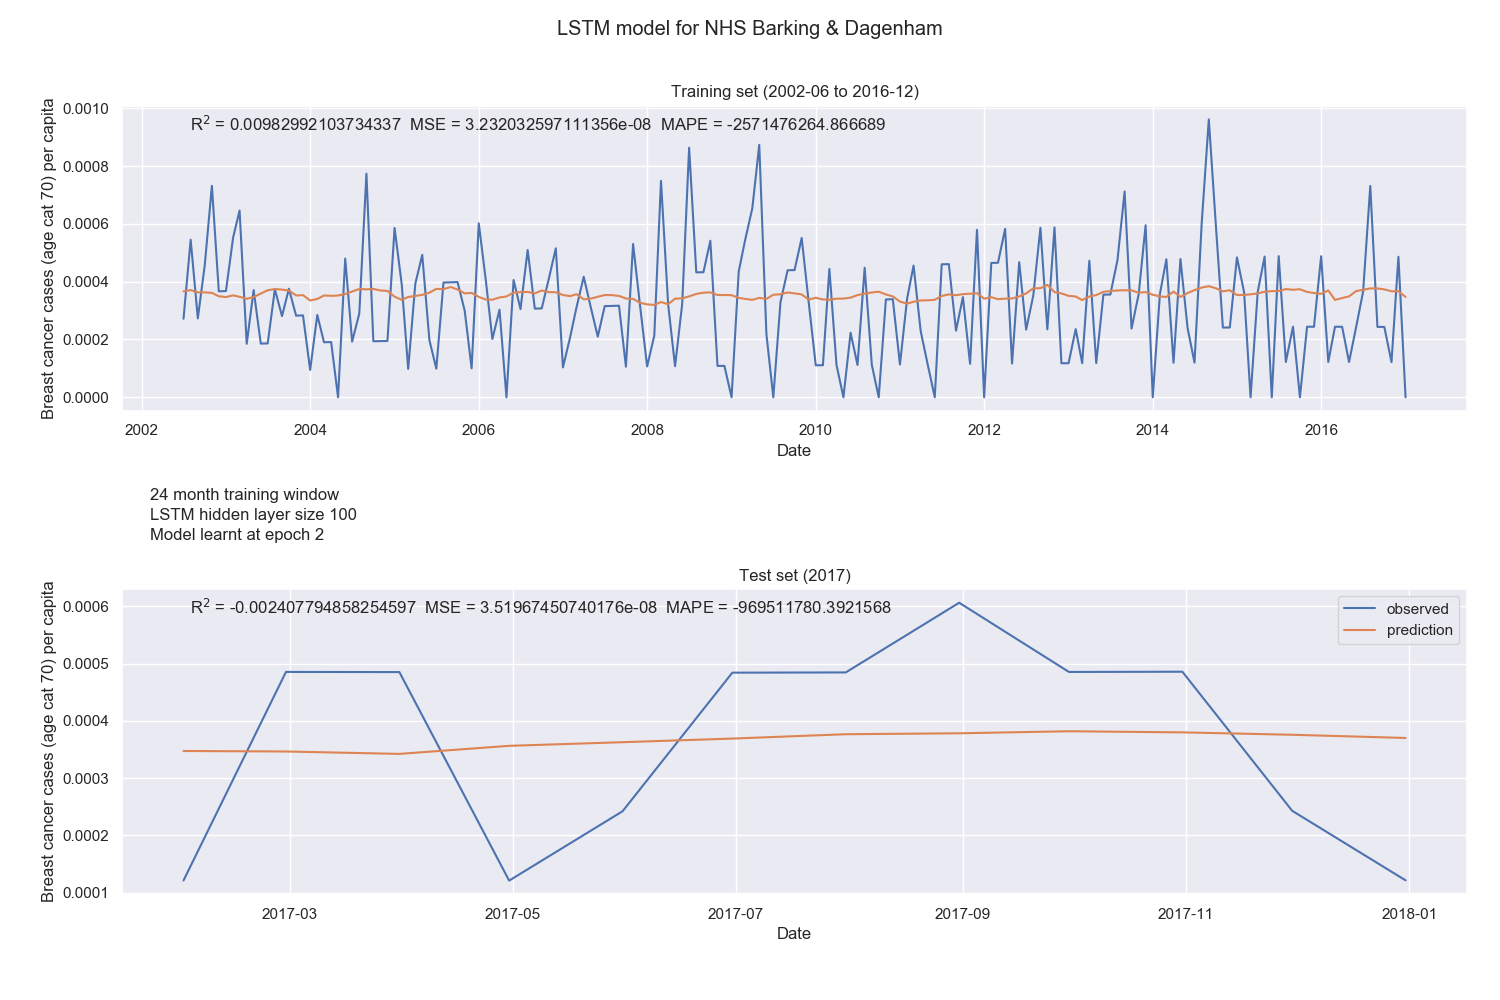 LSTM model for NHS Barking & Dagenham
Training set (2002-06 to 2016-12)
R² = 0.00982992103734337 MSE = 3.232032597111356e-08 MAPE = -2571476264.866689
Breast cancer cases (age cat 70) per capita
0.0010
0.0008
0.0006
0.0004
0.0002
0.0000
2002 2004 2006 2008 2010 2012 2014 2016
Date
24 month training window
LSTM hidden layer size 100
Model learnt at epoch 2
Test set (2017)
R² = -0.002407794858254597 MSE = 3.51967450740176e-08 MAPE = -969511780.3921568
observed
prediction
Breast cancer cases (age cat 70) per capita
0.0006
0.0005
0.0004
0.0003
0.0002
0.0001
2017-03 2017-05 2017-07 2017-09 2017-11 2018-01
Date